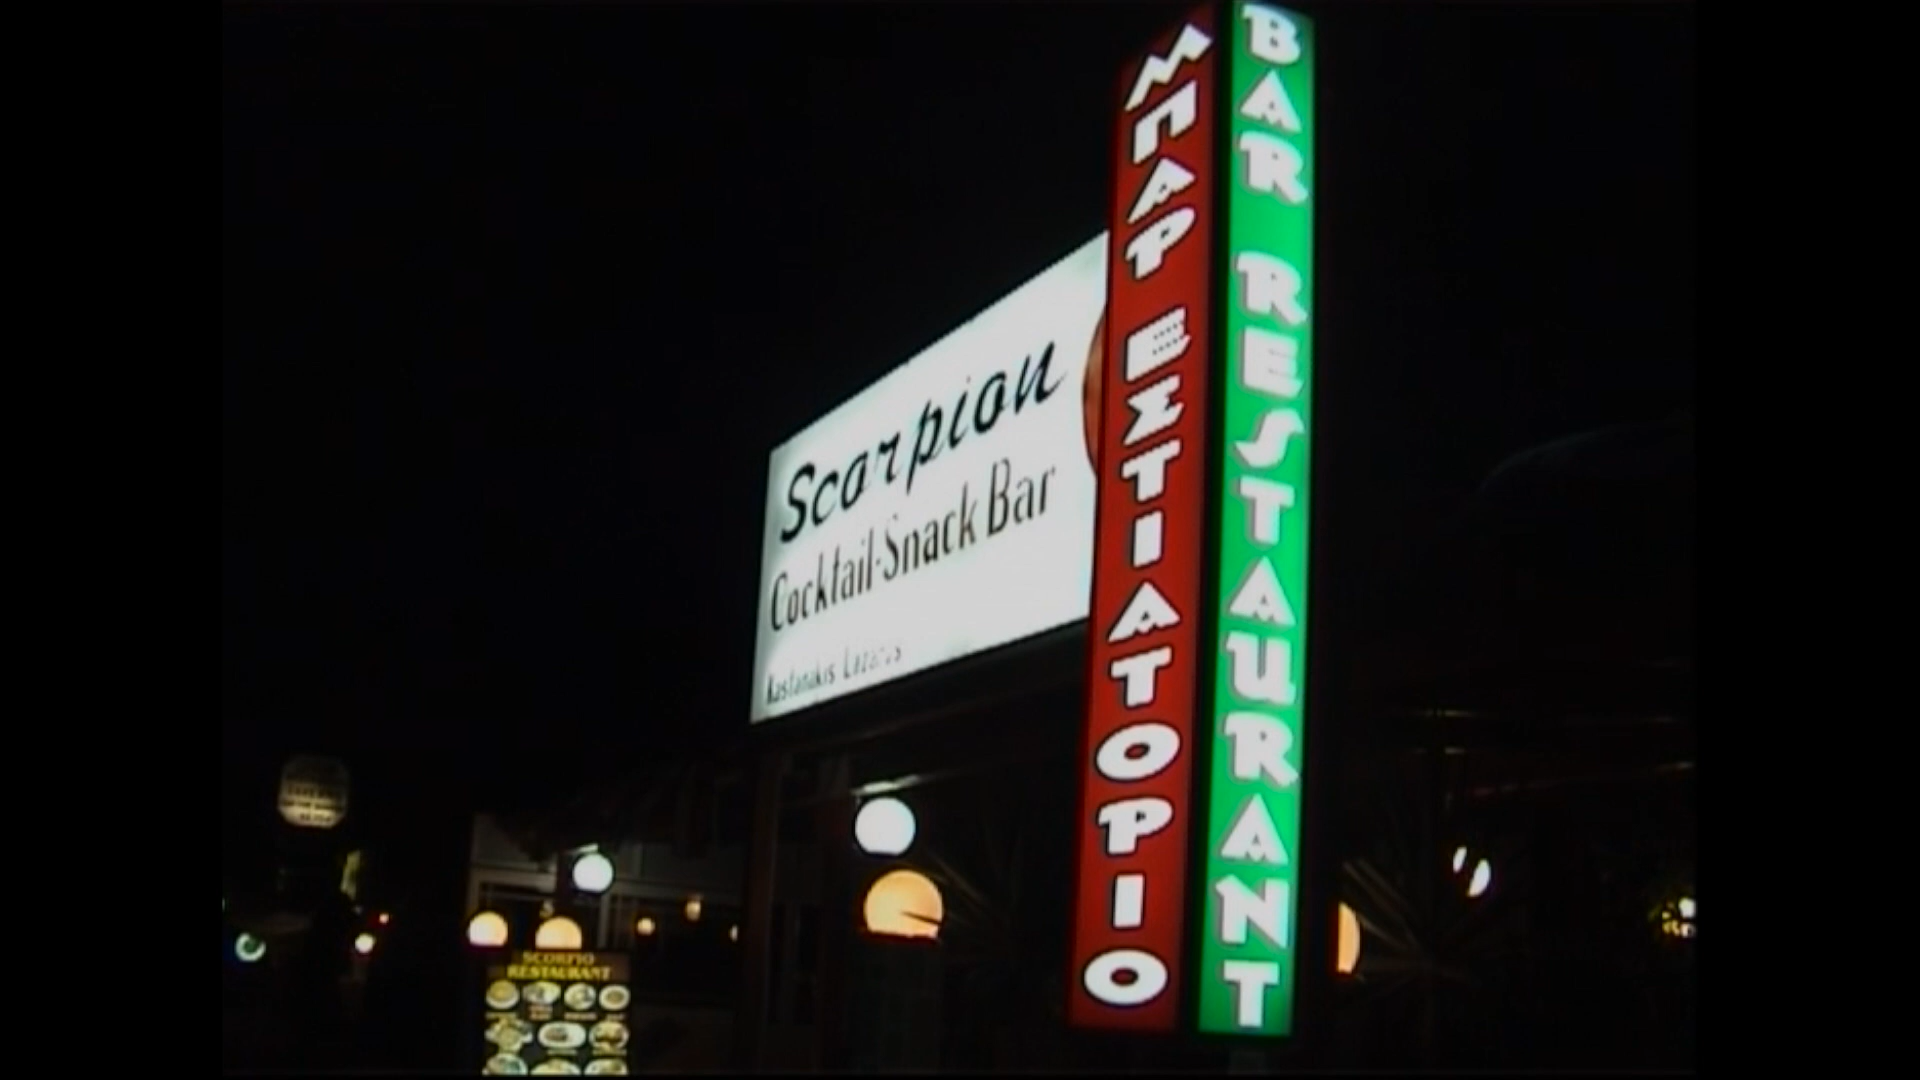 Scorpion
Cocktail-Snack Bar
Kastanakis Lazaros
ΜΠΑΡ ΕΣΤΙΑΤΟΡΙΟ
BAR RESTAURANT
SCORPIO
RESTAURANT